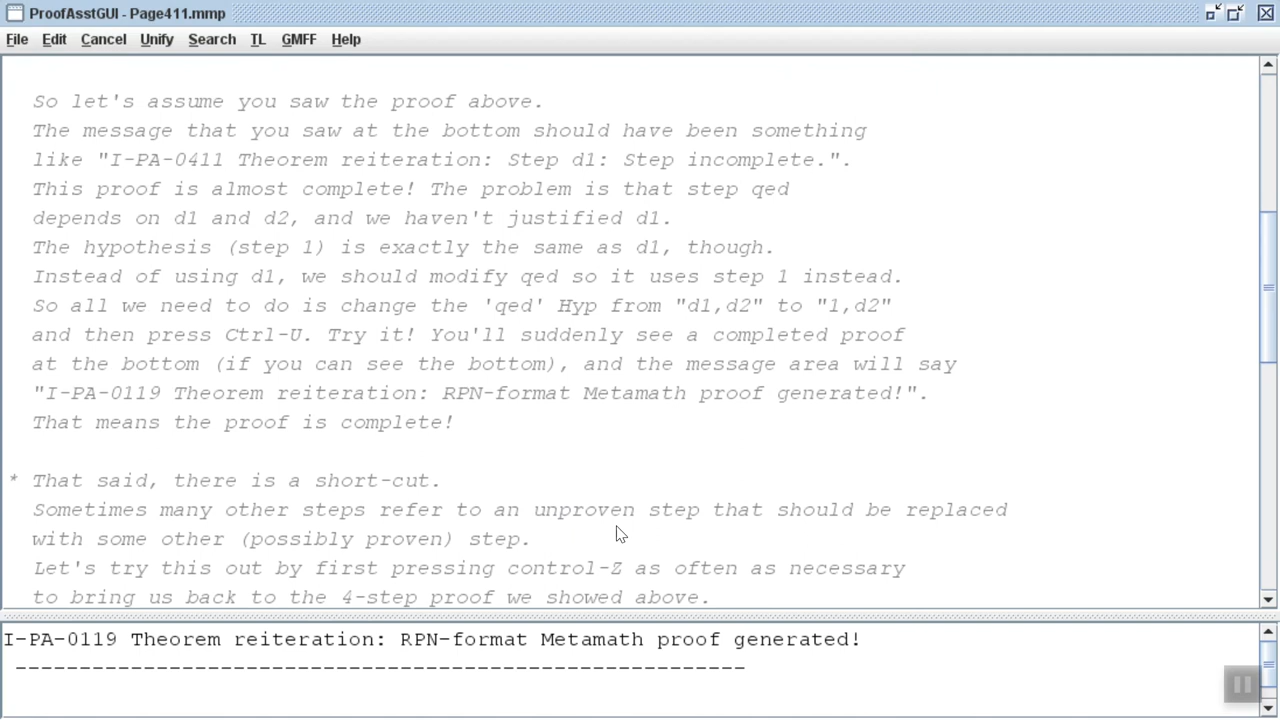 ProofAsstGUI - Page411.mmp
File Edit Cancel Unify Search TL GMFF Help
So let's assume you saw the proof above.
The message that you saw at the bottom should have been something
like "I-PA-0411 Theorem reiteration: Step d1: Step incomplete.".
This proof is almost complete! The problem is that step qed
depends on d1 and d2, and we haven't justified d1.
The hypothesis (step 1) is exactly the same as d1, though.
Instead of using d1, we should modify qed so it uses step 1 instead.
So all we need to do is change the 'qed' Hyp from "d1,d2" to "1,d2"
and then press Ctrl-U. Try it! You'll suddenly see a completed proof
at the bottom (if you can see the bottom), and the message area will say
"I-PA-0119 Theorem reiteration: RPN-format Metamath proof generated!".
That means the proof is complete!
* That said, there is a short-cut.
Sometimes many other steps refer to an unproven step that should be replaced
with some other (possibly proven) step.
Let's try this out by first pressing control-Z as often as necessary
to bring us back to the 4-step proof we showed above.
I-PA-0119 Theorem reiteration: RPN-format Metamath proof generated!
---------------------------------------------------------